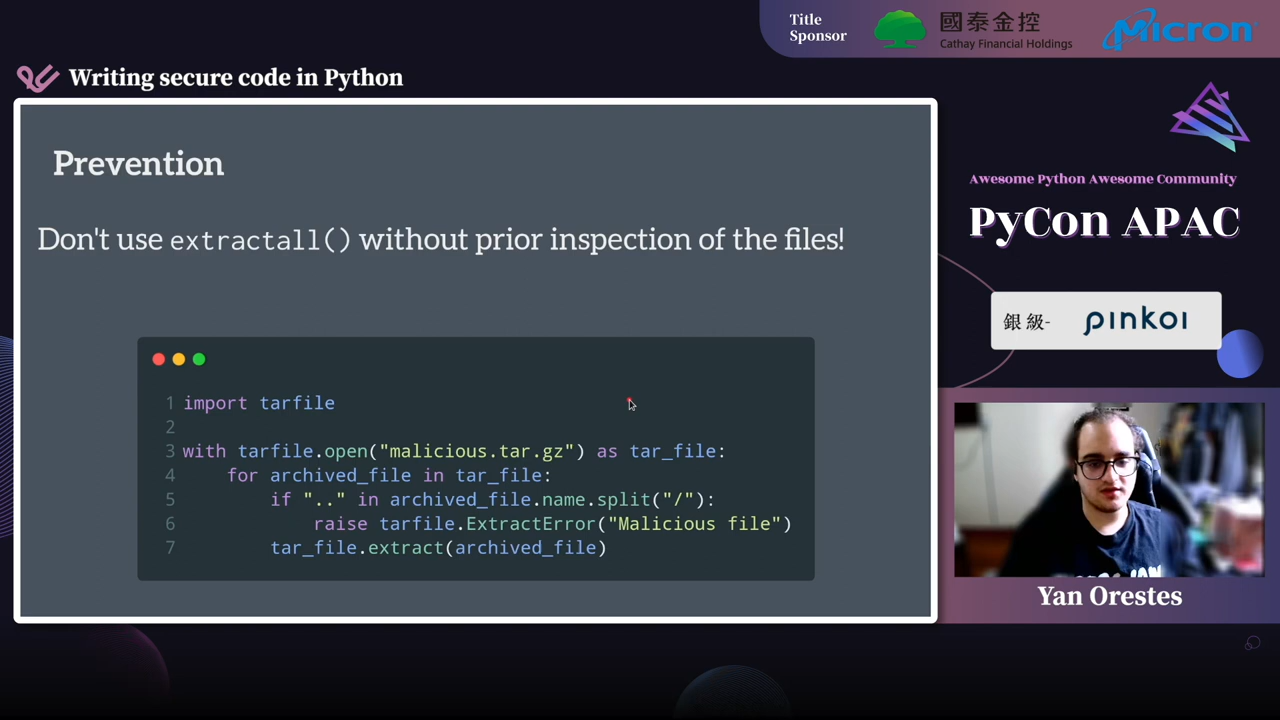 Title
Sponsor
國泰金控
Cathay Financial Holdings
Micron
Writing secure code in Python
Prevention
Don't use extractall() without prior inspection of the files!
1 import tarfile
2
3 with tarfile.open("malicious.tar.gz") as tar_file:
4 for archived_file in tar_file:
5 if ".." in archived_file.name.split("/"):
6 raise tarfile.ExtractError("Malicious file")
7 tar_file.extract(archived_file)
Awesome Python Awesome Community
PyCon APAC
銀級- pinkoi
Yan Orestes